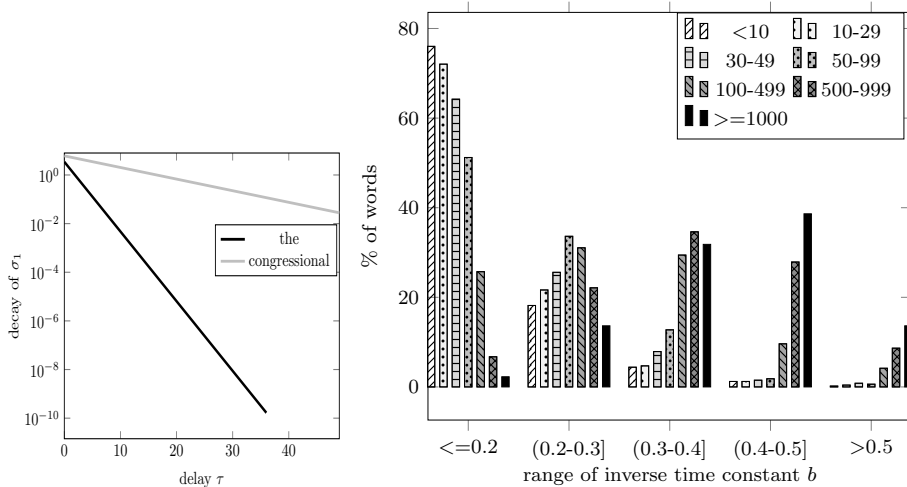 10^0
10^−2
10^−4
10^−6
10^−8
10^−10
decay of σ1
0 10 20 30 40
delay τ
the
congressional
80
60
40
20
0
% of words
<=0.2 (0.2-0.3] (0.3-0.4] (0.4-0.5] >0.5
range of inverse time constant b
<10 10-29
30-49 50-99
100-499 500-999
>=1000